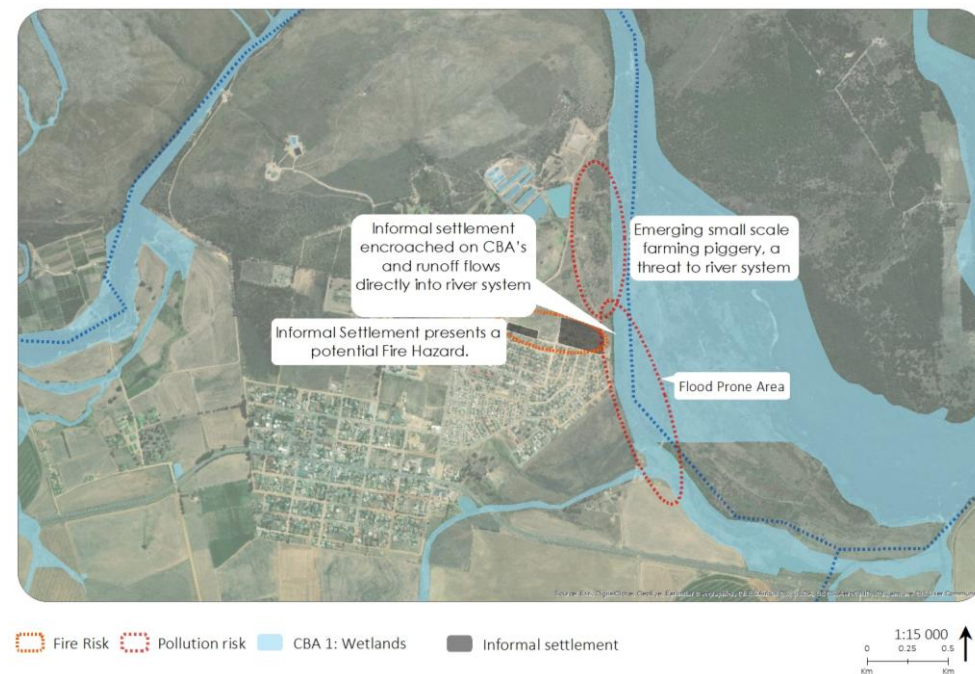 Informal settlement
encroached on CBA's
and runoff flows
directly into river system
Emerging small scale
farming piggery, a
threat to river system
Informal Settlement presents a
potential Fire Hazard.
Flood Prone Area
Fire Risk
Pollution risk
CBA 1: Wetlands
Informal settlement
1:15 000
0 0.25 0.5
Km Km